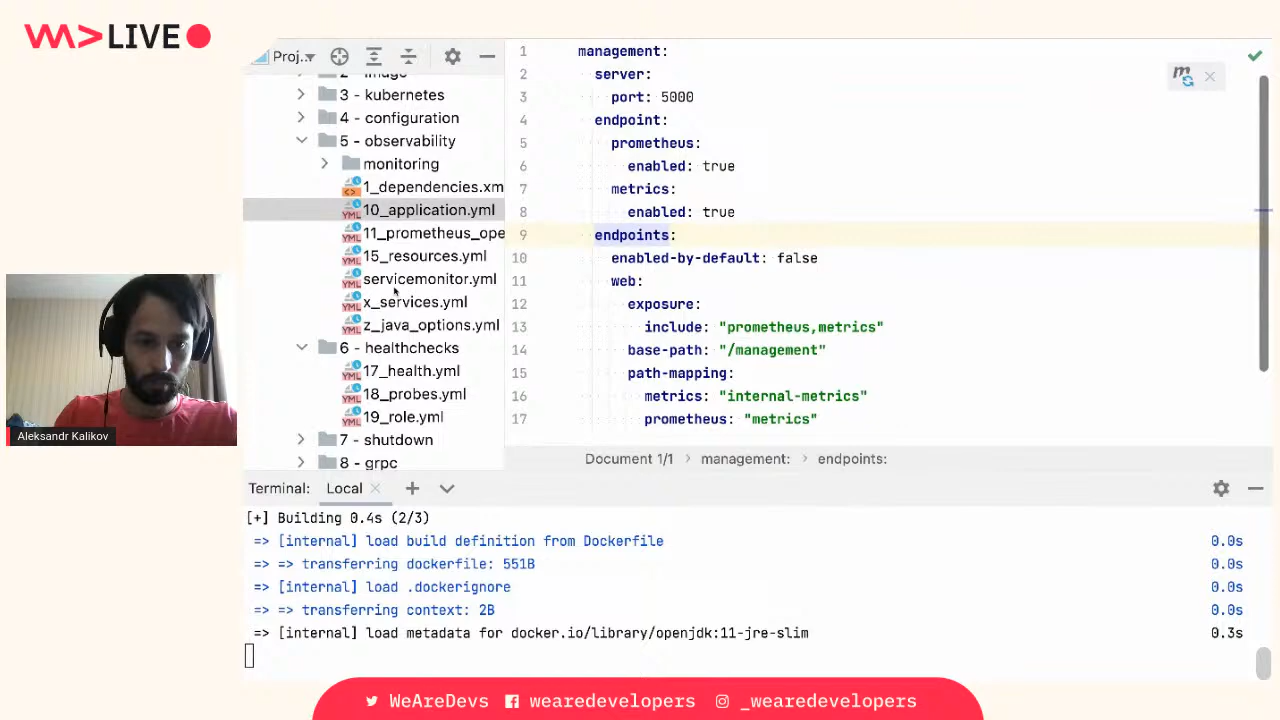 LIVE
Proj..
2 - image
3 - kubernetes
4 - configuration
5 - observability
monitoring
1_dependencies.xm
10_application.yml
11_prometheus_ope
15_resources.yml
servicemonitor.yml
x_services.yml
z_java_options.yml
6 - healthchecks
17_health.yml
18_probes.yml
19_role.yml
7 - shutdown
8 - grpc
1 management:
2 server:
3 port: 5000
4 endpoint:
5 prometheus:
6 enabled: true
7 metrics:
8 enabled: true
9 endpoints:
10 enabled-by-default: false
11 web:
12 exposure:
13 include: "prometheus,metrics"
14 base-path: "/management"
15 path-mapping:
16 metrics: "internal-metrics"
17 prometheus: "metrics"
Document 1/1 › management: › endpoints:
Aleksandr Kalikov
Terminal: Local
[+] Building 0.4s (2/3)
=> [internal] load build definition from Dockerfile 0.0s
=> => transferring dockerfile: 551B 0.0s
=> [internal] load .dockerignore 0.0s
=> => transferring context: 2B 0.0s
=> [internal] load metadata for docker.io/library/openjdk:11-jre-slim 0.3s
WeAreDevs wearedevelopers _wearedevelopers